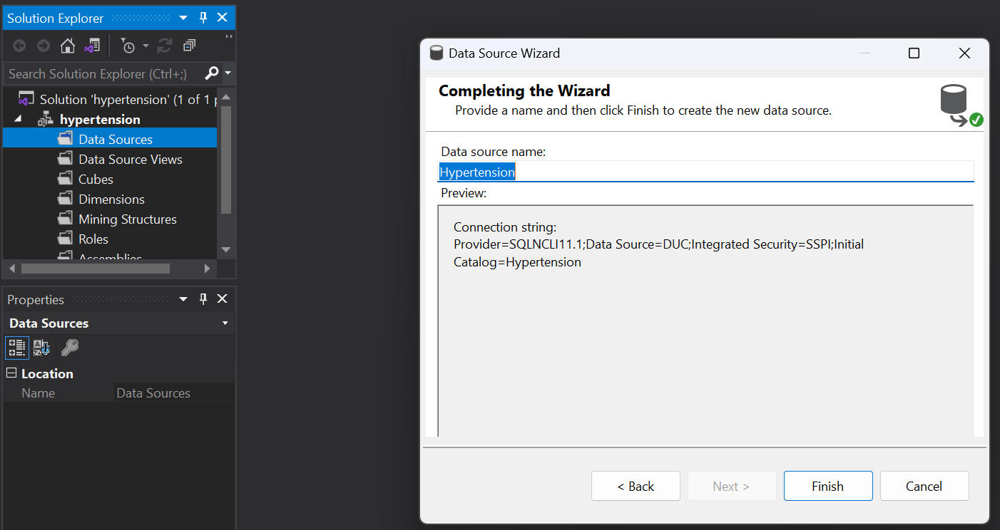 Solution Explorer
Search Solution Explorer (Ctrl+;)
Solution 'hypertension' (1 of 1 p
hypertension
Data Sources
Data Source Views
Cubes
Dimensions
Mining Structures
Roles
Assemblies
Properties
Data Sources
Location
Name Data Sources
Data Source Wizard
Completing the Wizard
Provide a name and then click Finish to create the new data source.
Data source name:
Hypertension
Preview:
Connection string:
Provider=SQLNCLI11.1;Data Source=DUC;Integrated Security=SSPI;Initial
Catalog=Hypertension
< Back Next > Finish Cancel